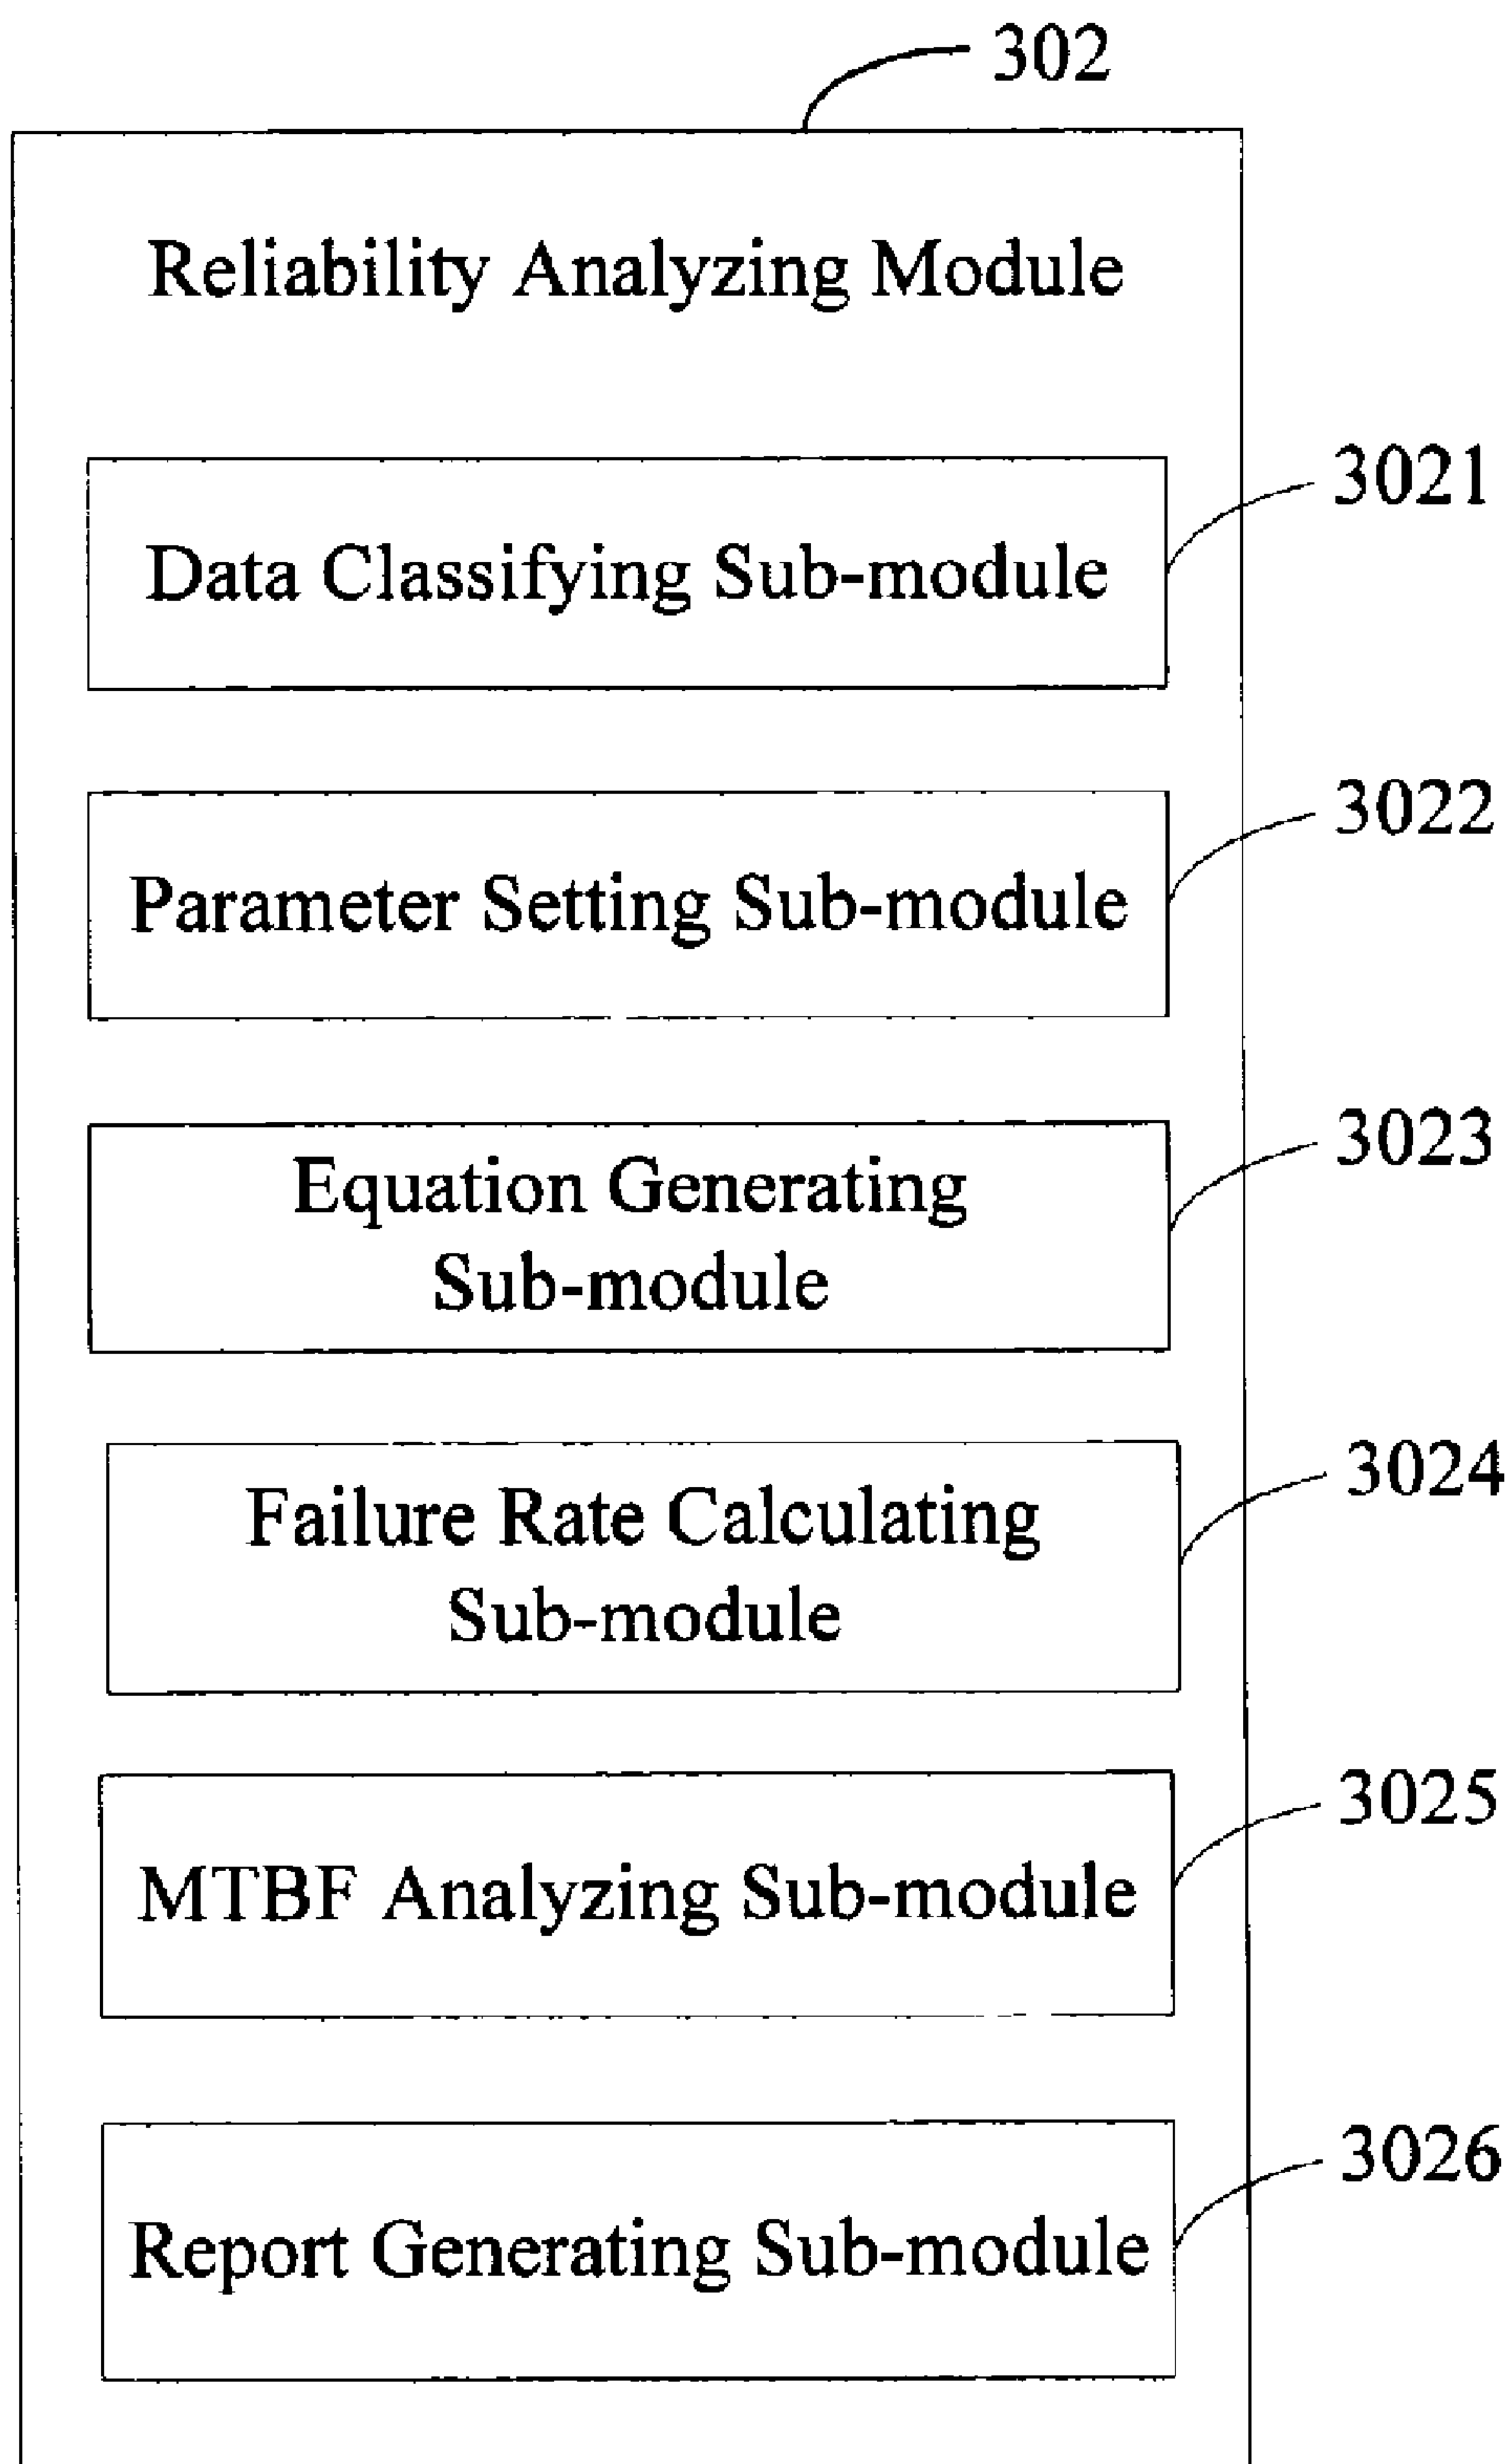 302
Reliability Analyzing Module
3021
Data Classifying Sub-module
3022
Parameter Setting Sub-module
3023
Equation Generating
Sub-module
3024
Failure Rate Calculating
Sub-module
3025
MTBF Analyzing Sub-module
3026
Report Generating Sub-module